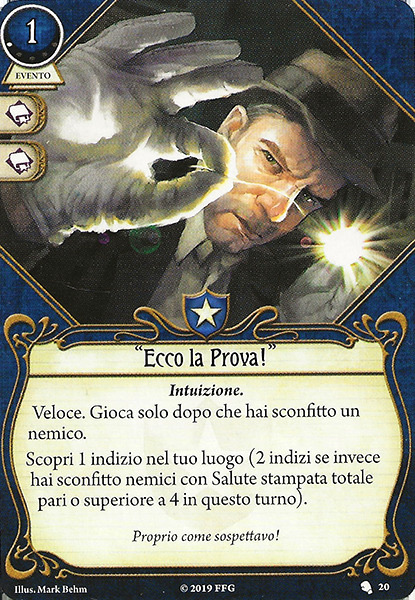 1
EVENTO
“Ecco la Prova!”
Intuizione.
Veloce. Gioca solo dopo che hai sconfitto un
nemico.
Scopri 1 indizio nel tuo luogo (2 indizi se invece
hai sconfitto nemici con Salute stampata totale
pari o superiore a 4 in questo turno).
Proprio come sospettavo!
Illus. Mark Behm
© 2019 FFG
20